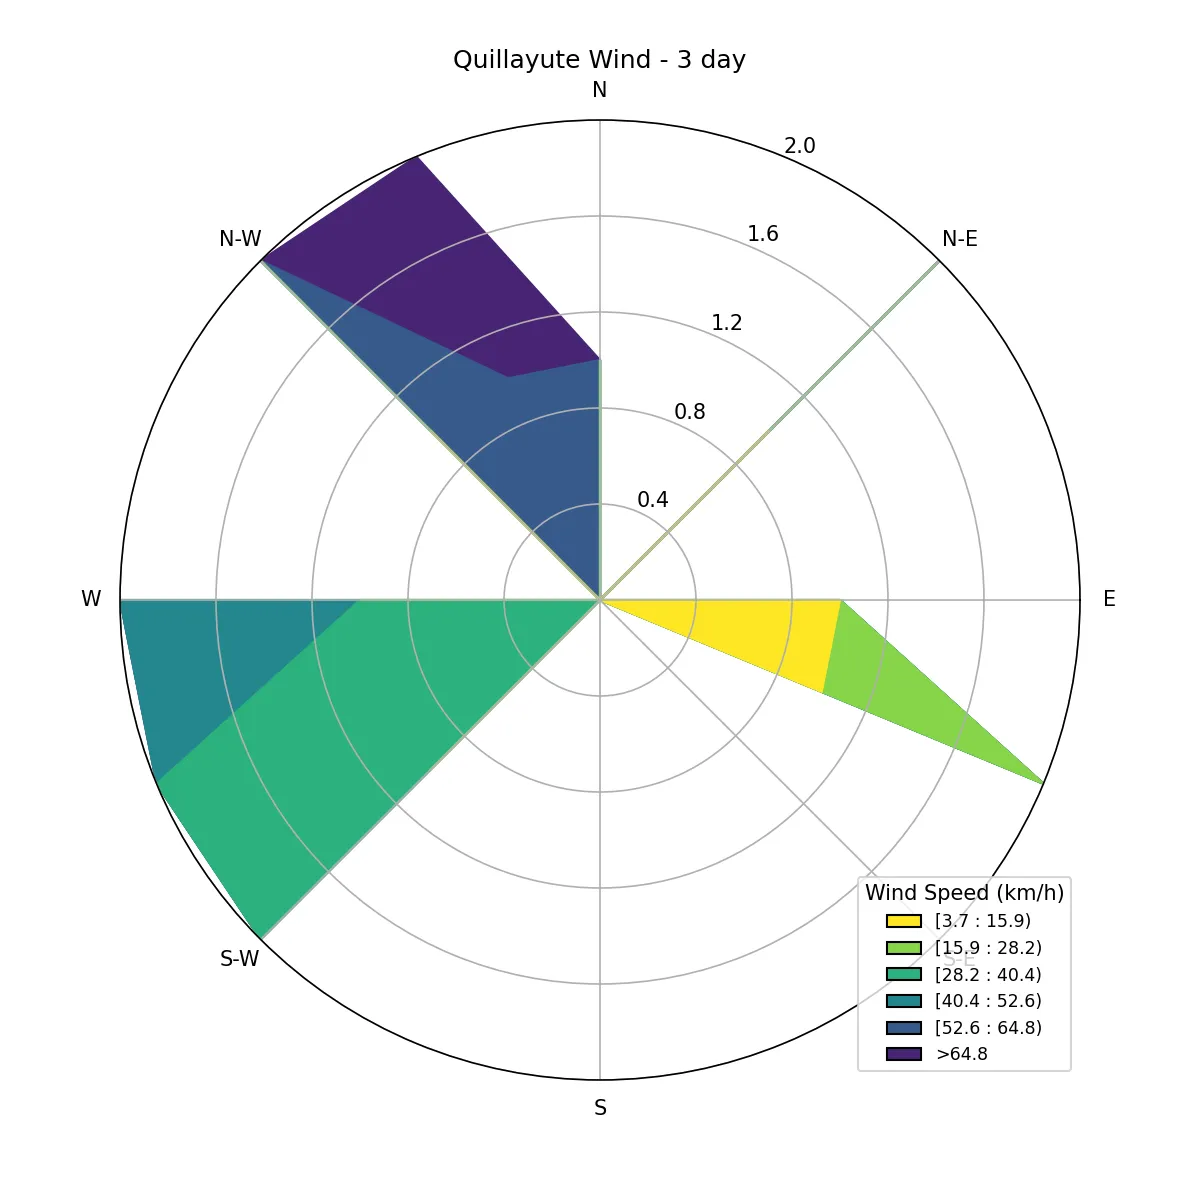 Quillayute Wind - 3 day
N
2.0
1.6
N-W
N-E
1.2
0.8
0.4
W
E
Wind Speed (km/h)
[3.7 : 15.9)
[15.9 : 28.2)
S-W
S-E
[28.2 : 40.4)
[40.4 : 52.6)
[52.6 : 64.8)
>64.8
S